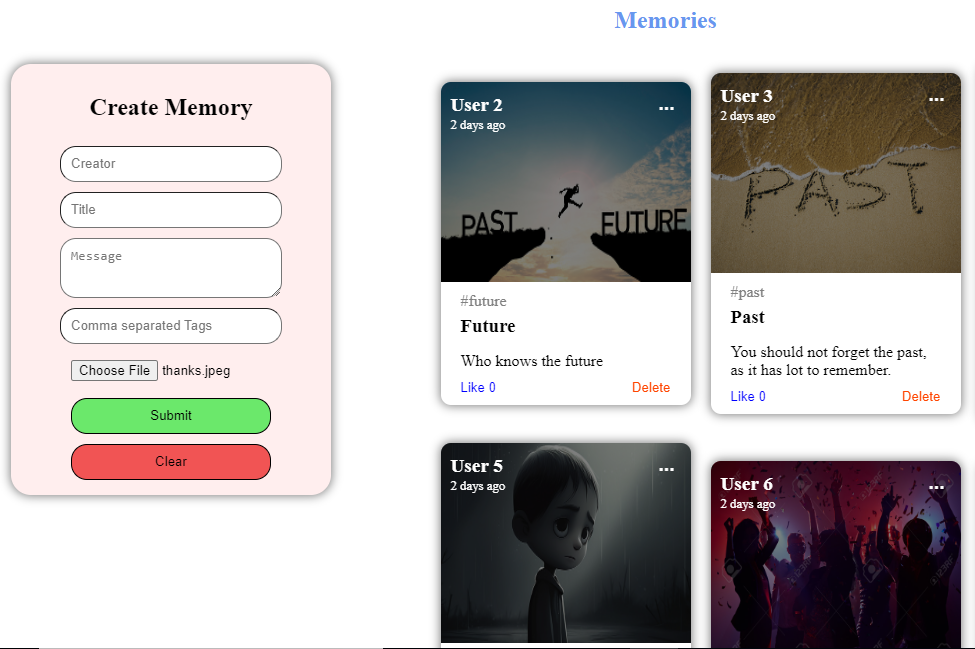 Memories
Create Memory
Creator
Title
Message
Comma separated Tags
Choose File thanks.jpeg
Submit
Clear
User 2
...
2 days ago
PAST FUTURE
#future
Future
Who knows the future
Like 0 Delete
User 3
...
2 days ago
PAST
#past
Past
You should not forget the past,
as it has lot to remember.
Like 0 Delete
User 5
...
2 days ago
User 6
...
2 days ago